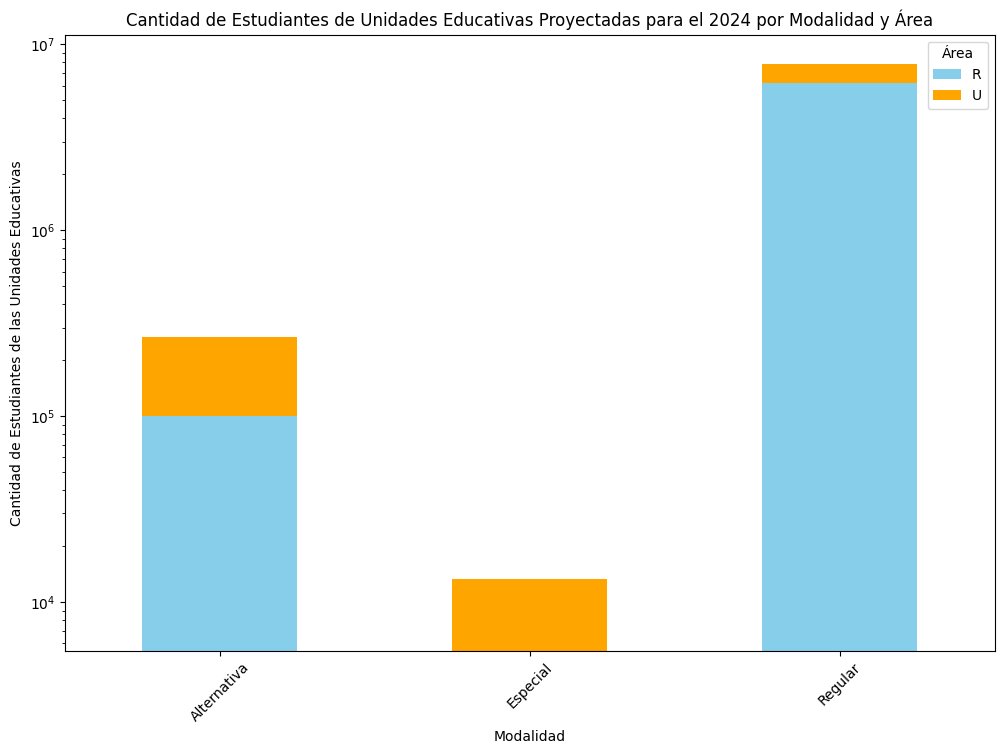 Cantidad de Estudiantes de Unidades Educativas Proyectadas para el 2024 por Modalidad y Área
Cantidad de Estudiantes de las Unidades Educativas
10⁷
10⁶
10⁵
10⁴
Área
R
U
Alternativa
Especial
Regular
Modalidad